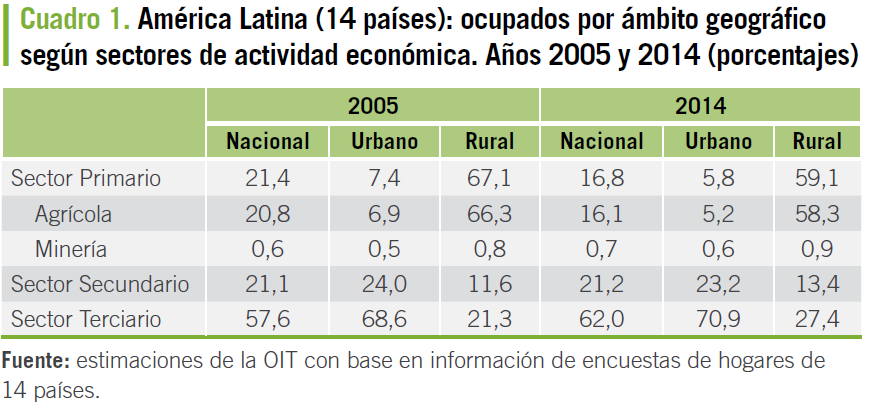 Cuadro 1. América Latina (14 países): ocupados por ámbito geográfico
según sectores de actividad económica. Años 2005 y 2014 (porcentajes)
2005 2014
Nacional Urbano Rural Nacional Urbano Rural
Sector Primario 21,4 7,4 67,1 16,8 5,8 59,1
Agrícola 20,8 6,9 66,3 16,1 5,2 58,3
Minería 0,6 0,5 0,8 0,7 0,6 0,9
Sector Secundario 21,1 24,0 11,6 21,2 23,2 13,4
Sector Terciario 57,6 68,6 21,3 62,0 70,9 27,4
Fuente: estimaciones de la OIT con base en información de encuestas de hogares de
14 países.